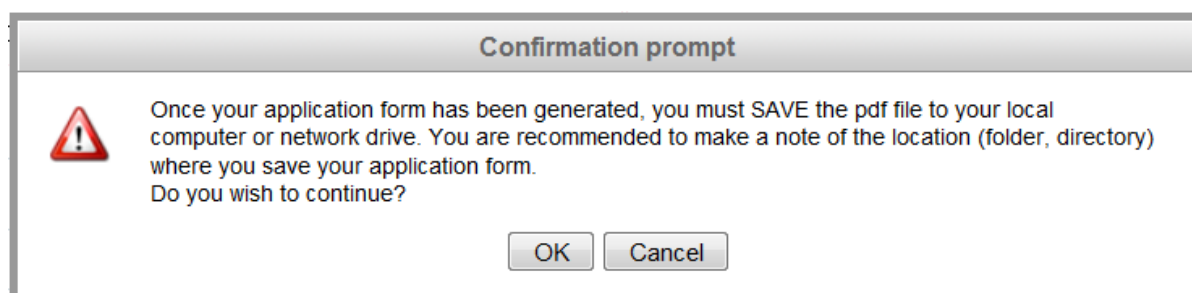 Confirmation prompt
Once your application form has been generated, you must SAVE the pdf file to your local
computer or network drive. You are recommended to make a note of the location (folder, directory)
where you save your application form.
Do you wish to continue?
OK Cancel